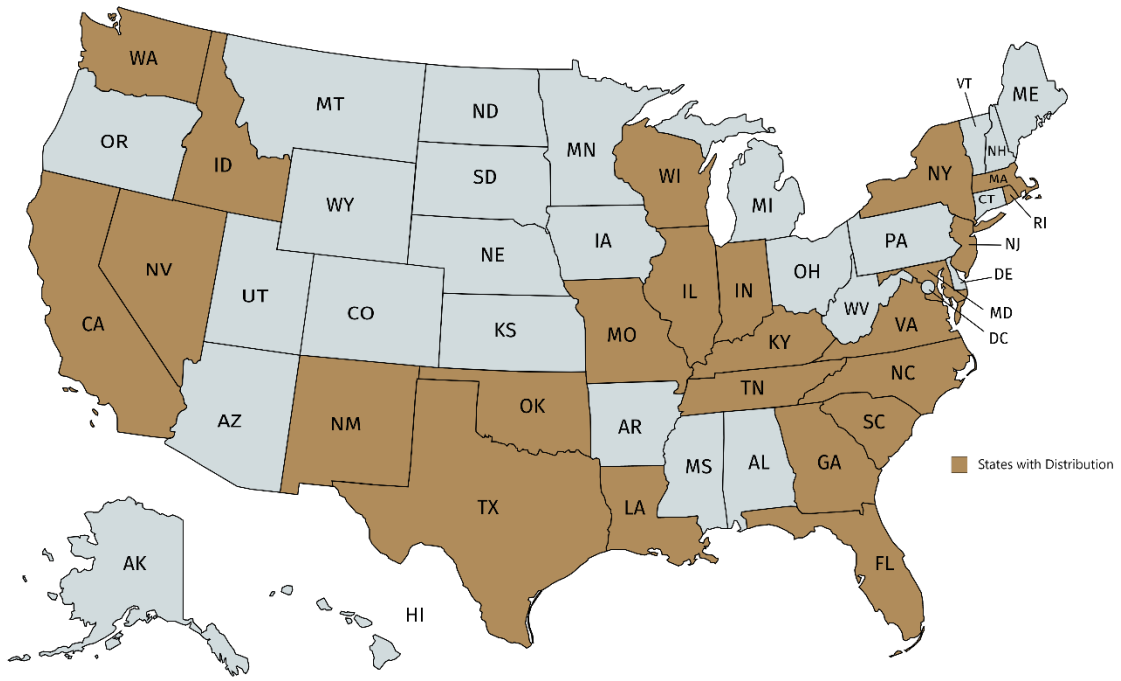 WA
MT
ND
MN
VT
ME
OR
ID
SD
WI
NH
NY
MA
WY
MI
CT
RI
IA
PA
NJ
NE
NV
OH
DE
UT
IL
IN
CO
WV
MD
CA
KS
MO
VA
DC
KY
NC
TN
OK
AZ
NM
AR
SC
MS
AL
GA
States with Distribution
TX
LA
FL
AK
HI